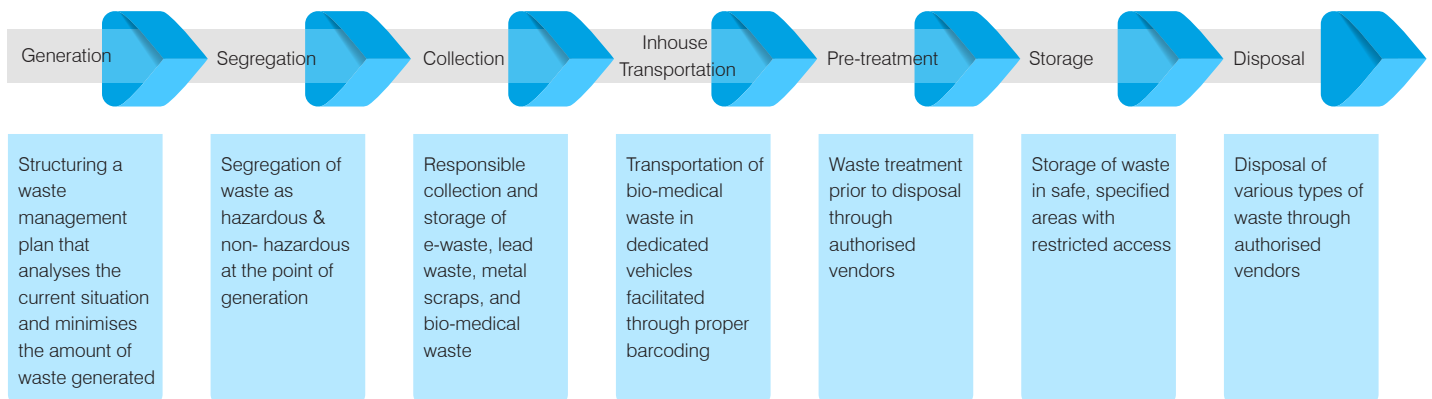 Generation
Segregation
Collection
Inhouse
Transportation
Pre-treatment
Storage
Disposal
Structuring a
waste
management
plan that
analyses the
current situation
and minimises
the amount of
waste generated
Segregation of
waste as
hazardous &
non- hazardous
at the point of
generation
Responsible
collection and
storage of
e-waste, lead
waste, metal
scraps, and
bio-medical
waste
Transportation of
bio-medical
waste in
dedicated
vehicles
facilitated
through proper
barcoding
Waste treatment
prior to disposal
through
authorised
vendors
Storage of waste
in safe, specified
areas with
restricted access
Disposal of
various types of
waste through
authorised
vendors